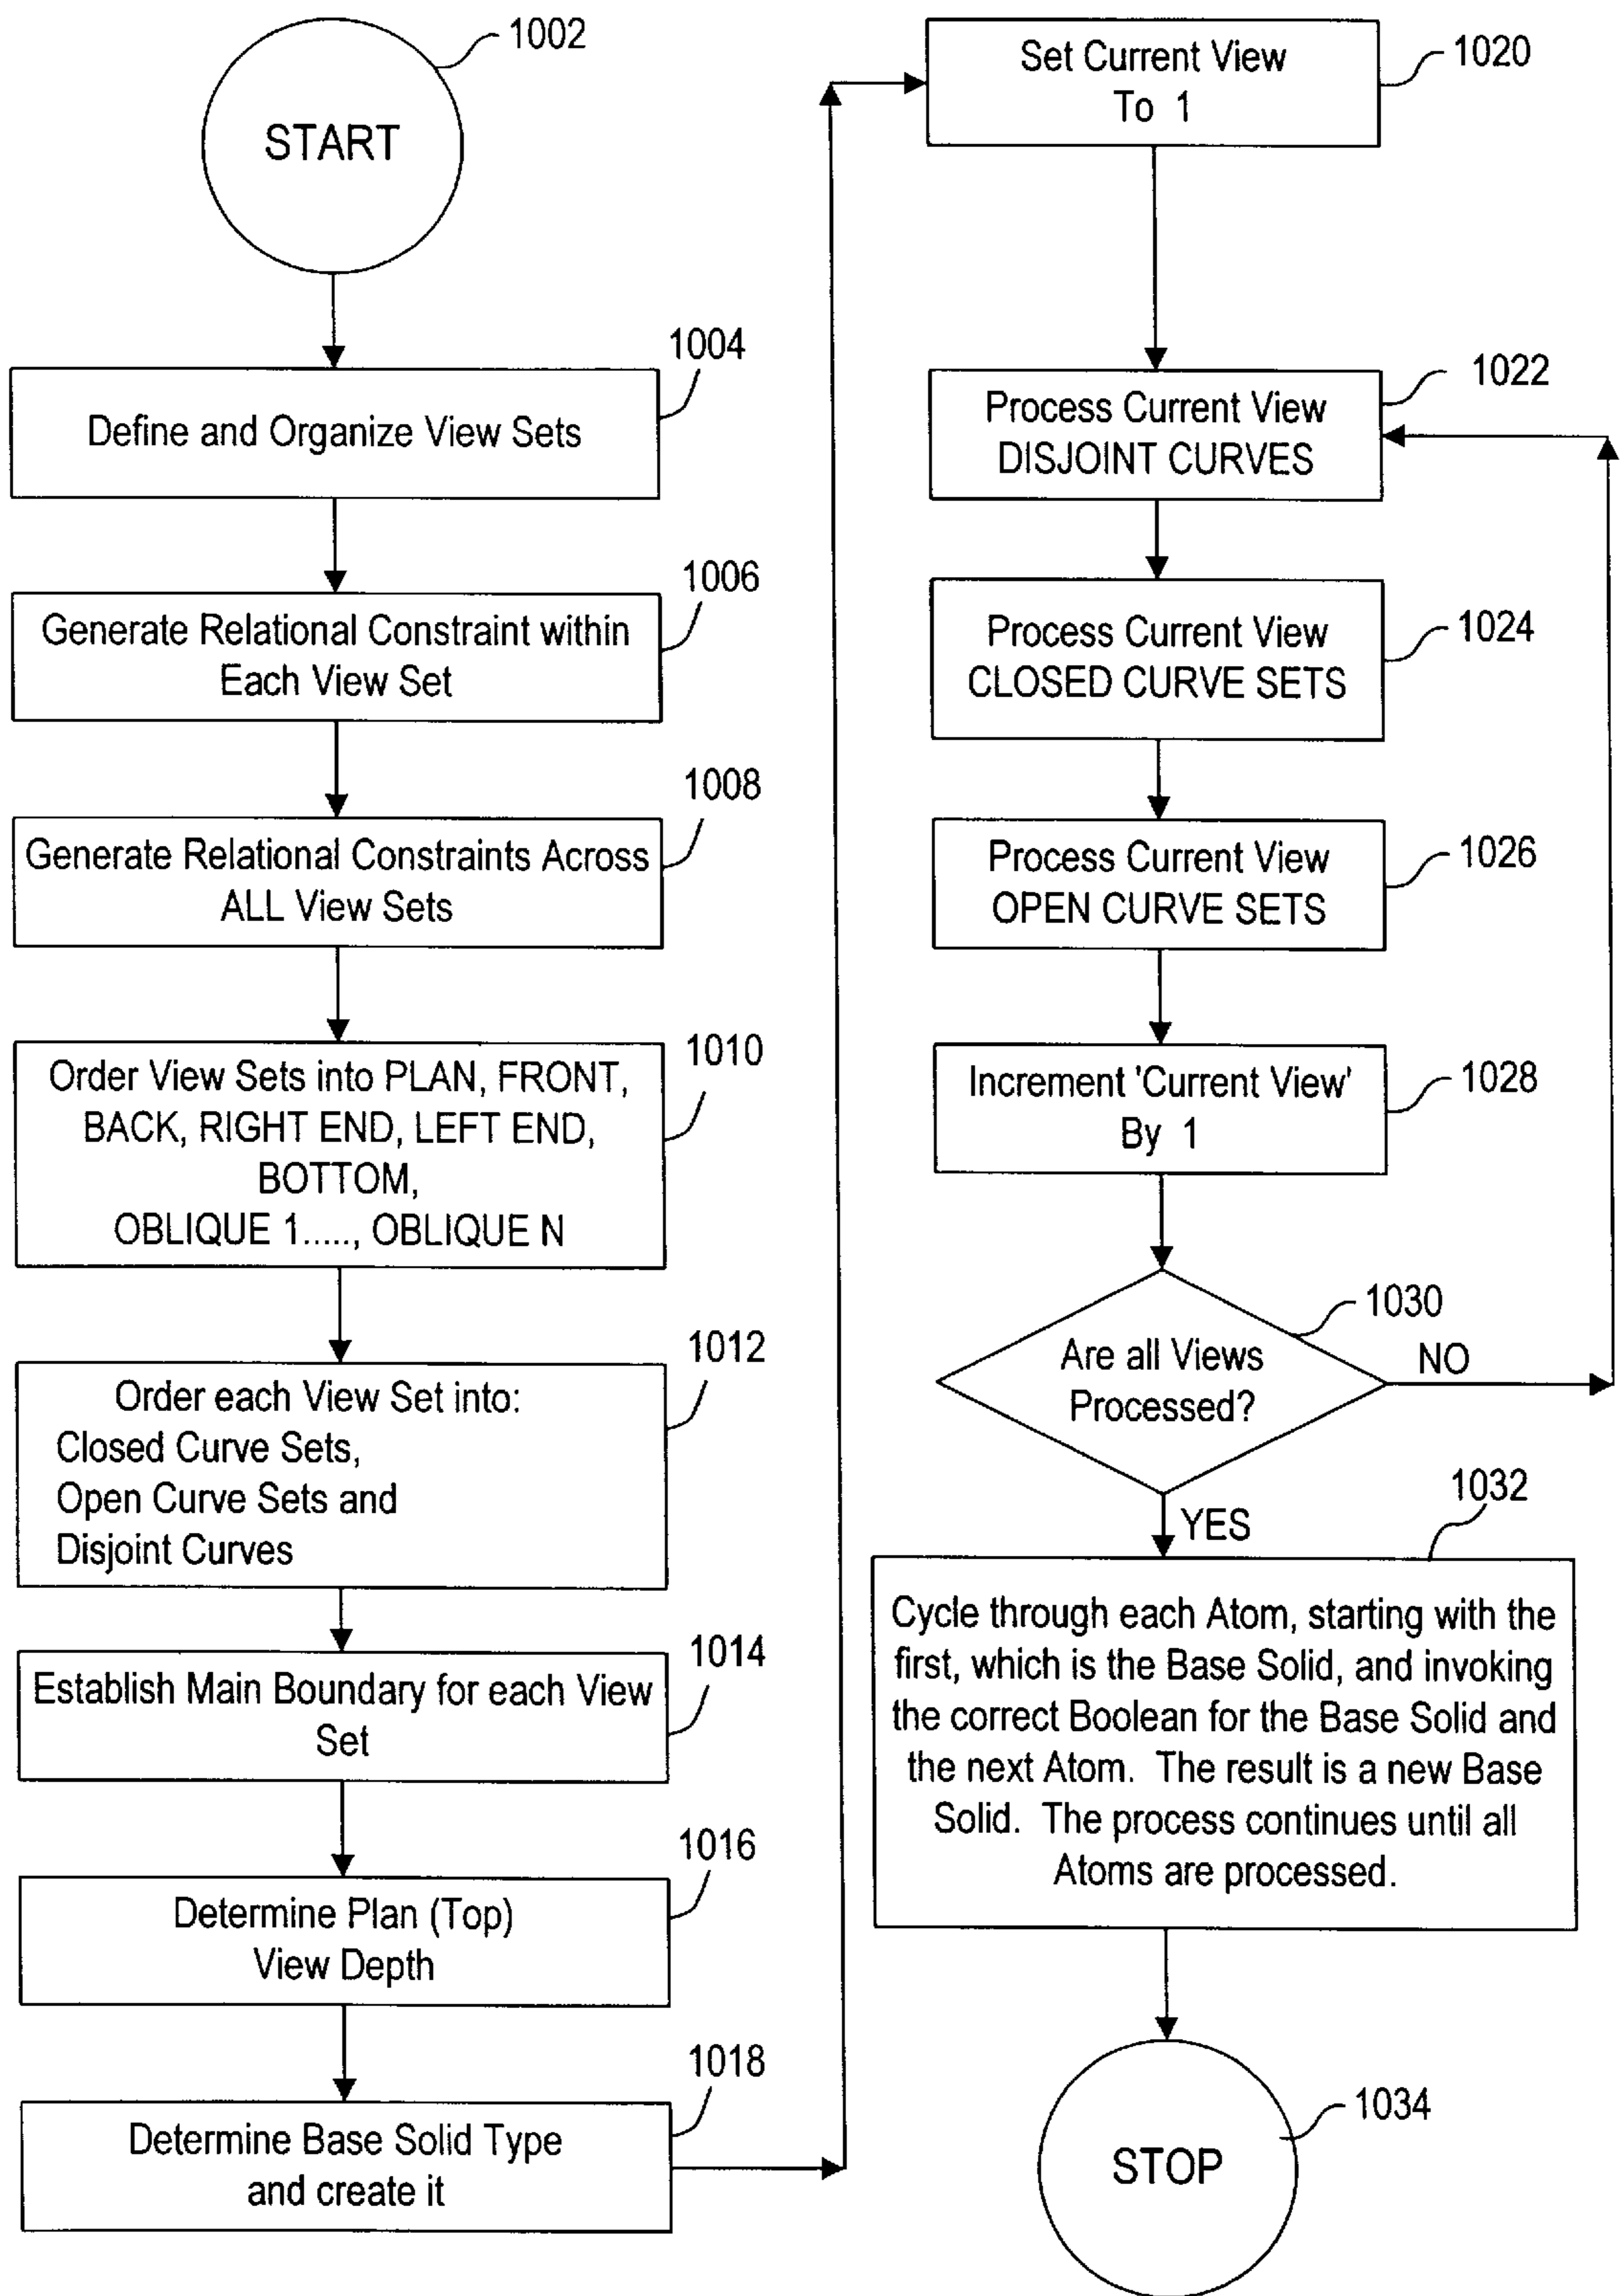 1002
START
1004
Define and Organize View Sets
1006
Generate Relational Constraint within
Each View Set
1008
Generate Relational Constraints Across
ALL View Sets
1010
Order View Sets into PLAN, FRONT,
BACK, RIGHT END, LEFT END,
BOTTOM,
OBLIQUE 1....., OBLIQUE N
1012
Order each View Set into:
Closed Curve Sets,
Open Curve Sets and
Disjoint Curves
1014
Establish Main Boundary for each View
Set
1016
Determine Plan (Top)
View Depth
1018
Determine Base Solid Type
and create it
1020
Set Current View
To 1
1022
Process Current View
DISJOINT CURVES
1024
Process Current View
CLOSED CURVE SETS
1026
Process Current View
OPEN CURVE SETS
1028
Increment 'Current View'
By 1
1030
Are all Views
Processed?
NO
YES
1032
Cycle through each Atom, starting with the
first, which is the Base Solid, and invoking
the correct Boolean for the Base Solid and
the next Atom. The result is a new Base
Solid. The process continues until all
Atoms are processed.
1034
STOP